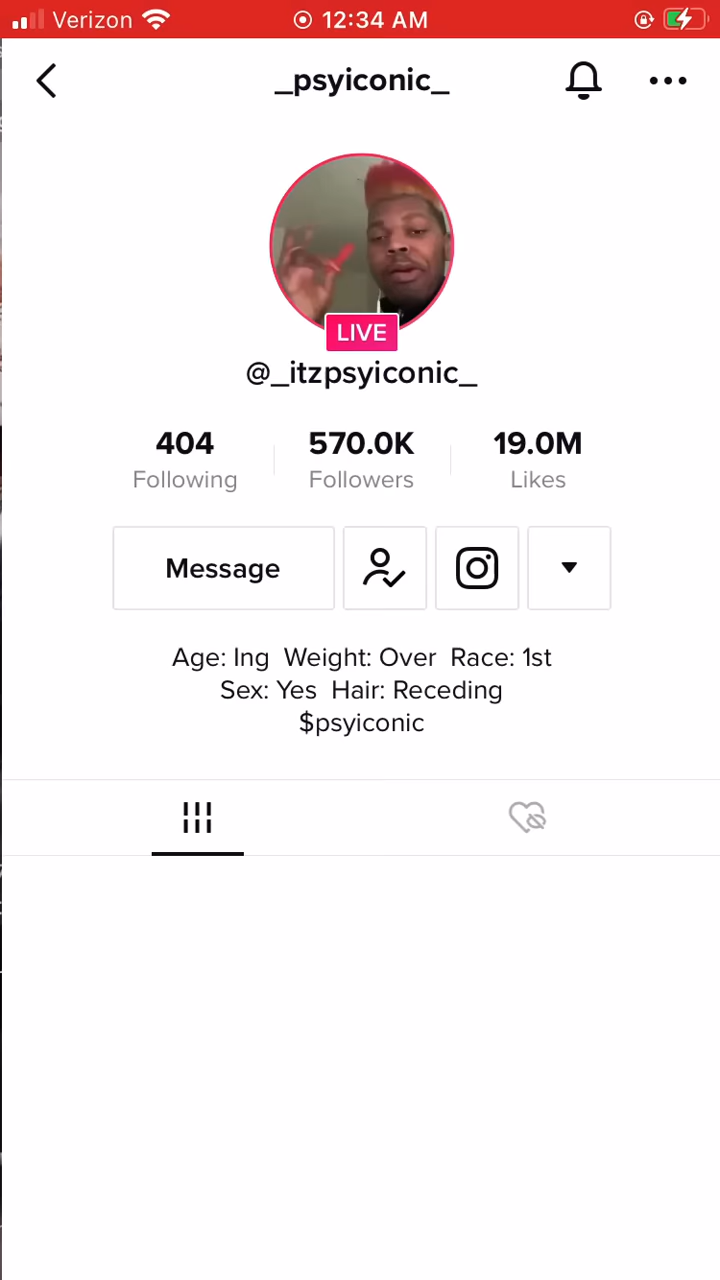 Verizon 12:34 AM
_psyiconic_
LIVE
@_itzpsyiconic_
404 570.0K 19.0M
Following Followers Likes
Message
Age: Ing Weight: Over Race: 1st
Sex: Yes Hair: Receding
$psyiconic